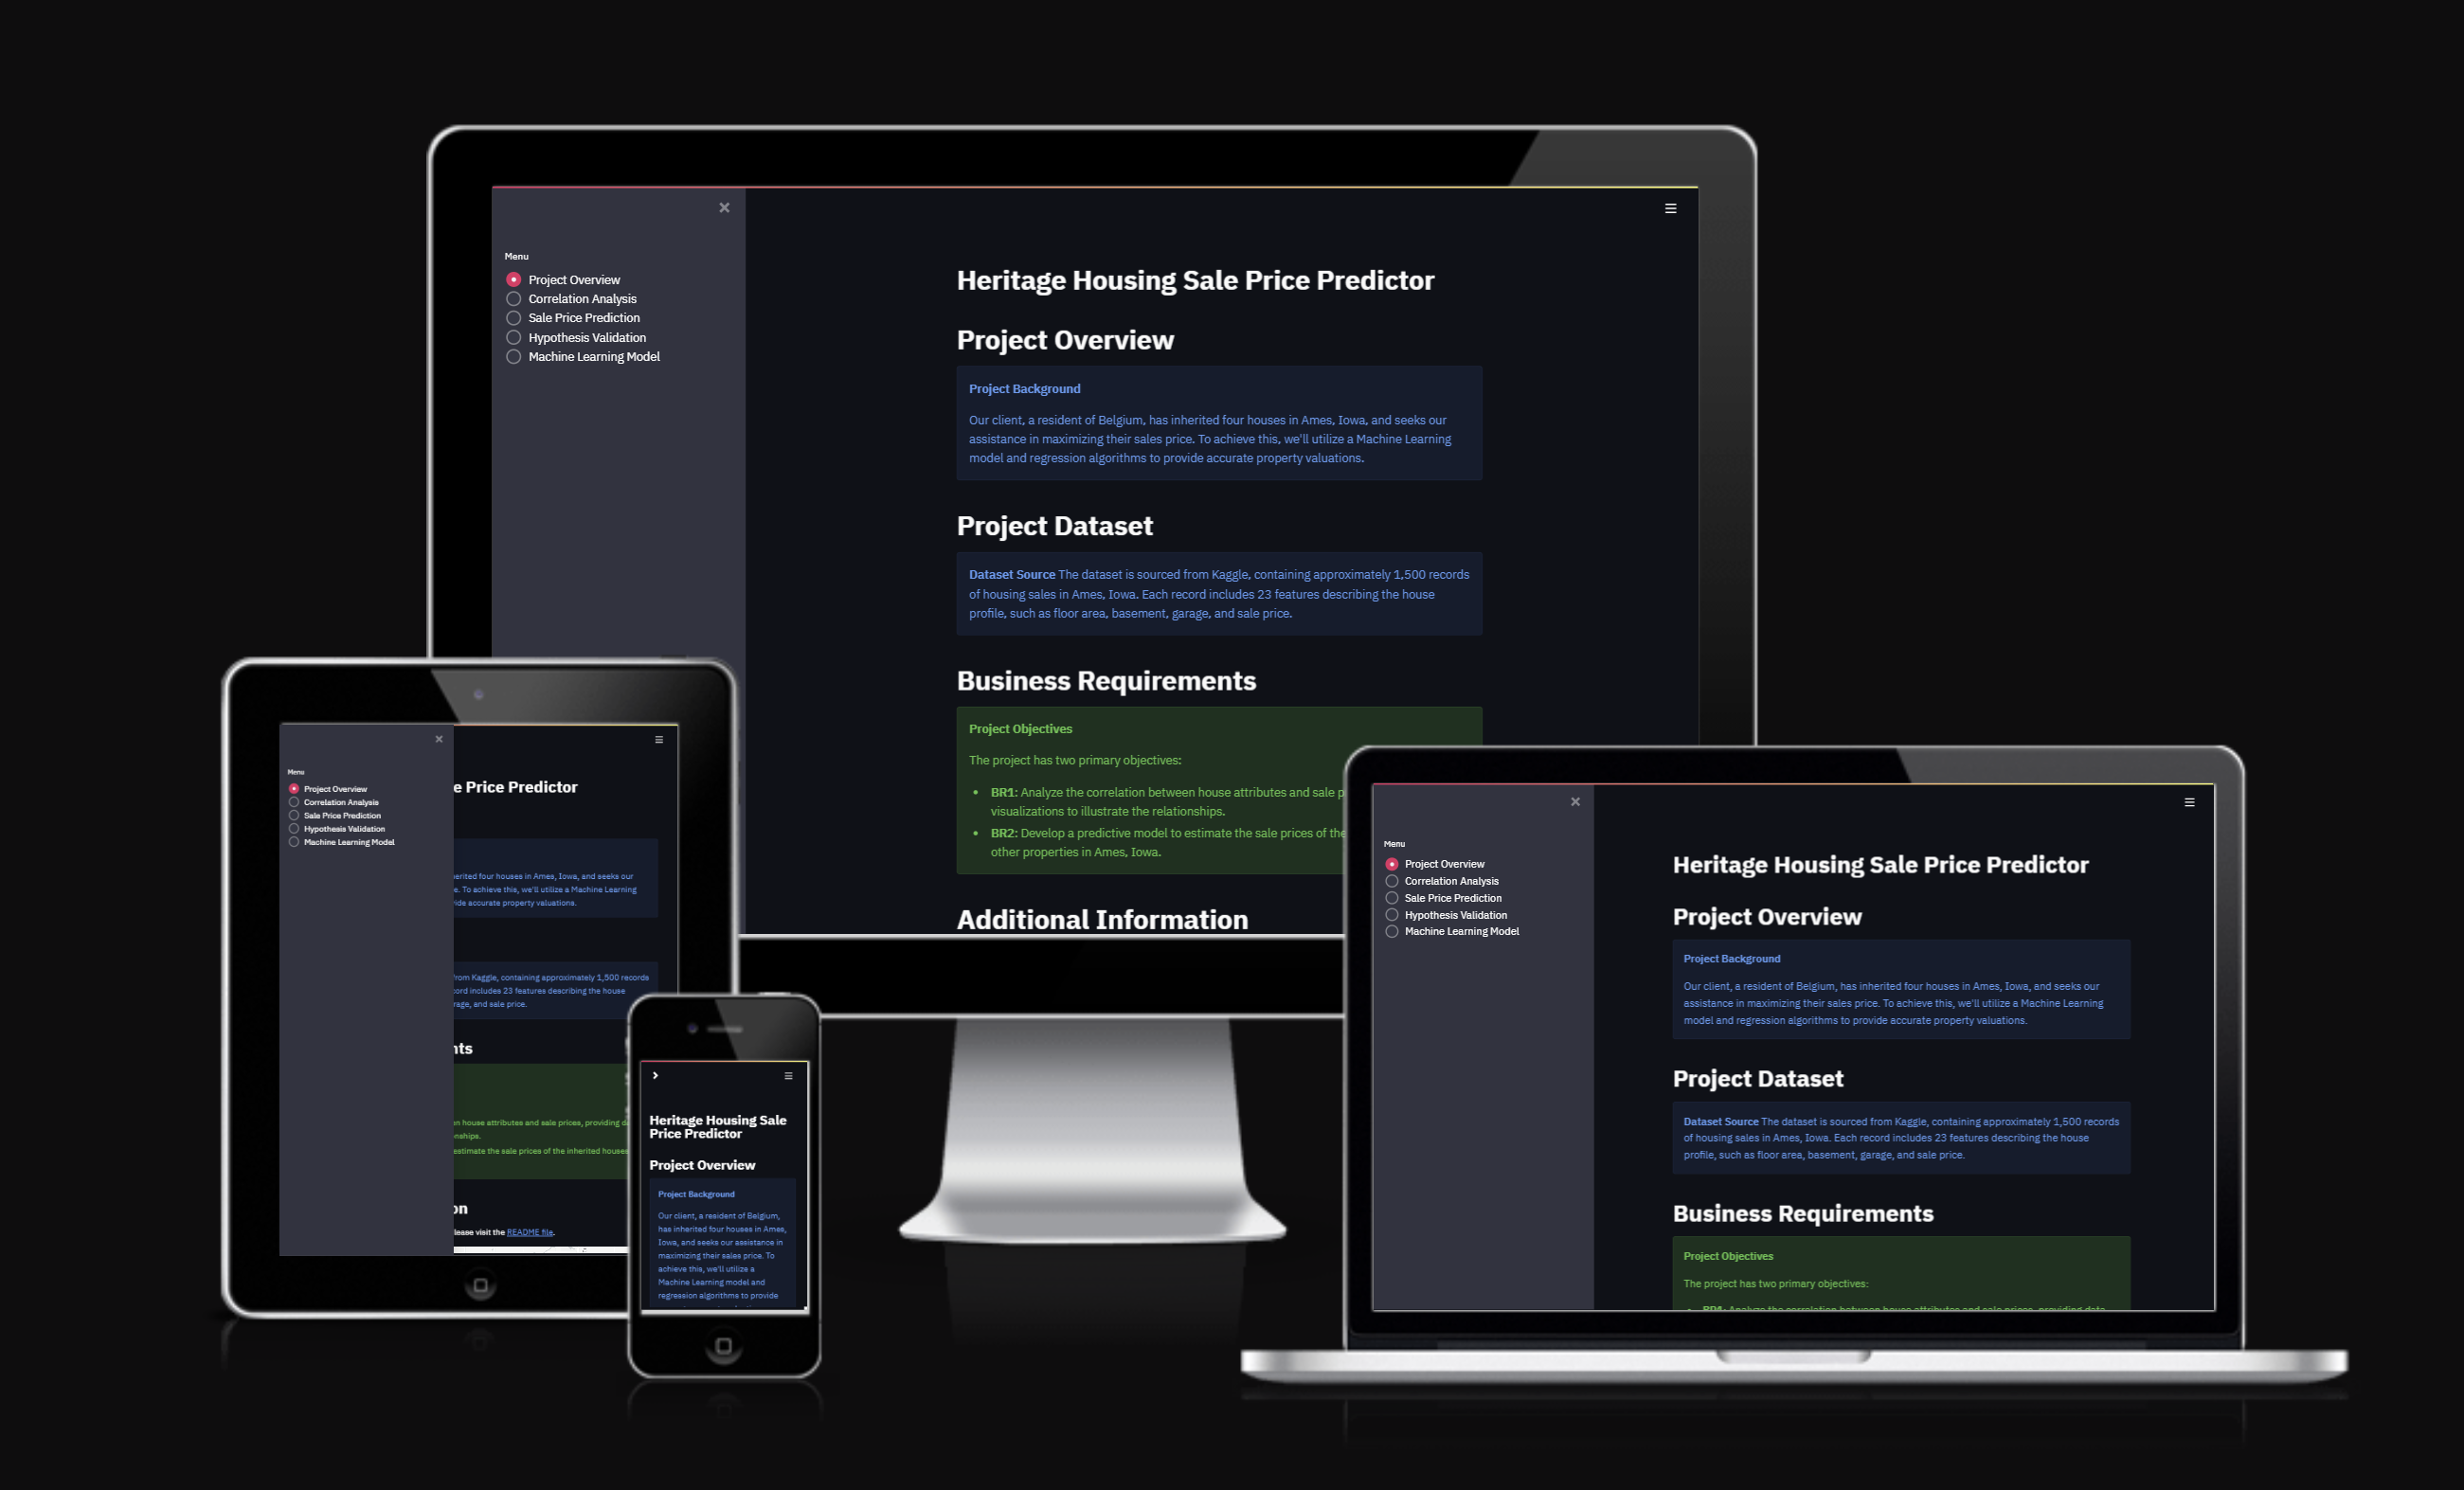 Menu
Project Overview
Correlation Analysis
Sale Price Prediction
Hypothesis Validation
Machine Learning Model
Heritage Housing Sale Price Predictor
Project Overview
Project Background
Our client, a resident of Belgium, has inherited four houses in Ames, Iowa, and seeks our
assistance in maximizing their sales price. To achieve this, we'll utilize a Machine Learning
model and regression algorithms to provide accurate property valuations.
Project Dataset
Dataset Source The dataset is sourced from Kaggle, containing approximately 1,500 records
of housing sales in Ames, Iowa. Each record includes 23 features describing the house
profile, such as floor area, basement, garage, and sale price.
Business Requirements
Project Objectives
The project has two primary objectives:
• BR1: Analyze the correlation between house attributes and sale p
visualizations to illustrate the relationships.
• BR2: Develop a predictive model to estimate the sale prices of the
other properties in Ames, Iowa.
Additional Information
Menu
Project Overview
Correlation Analysis
Sale Price Prediction
Hypothesis Validation
Machine Learning Model
e Price Predictor
erited four houses in Ames, Iowa, and seeks our
e. To achieve this, we'll utilize a Machine Learning
ide accurate property valuations.
from Kaggle, containing approximately 1,500 records
cord includes 23 features describing the house
rage, and sale price.
nts
n house attributes and sale prices, providing d
nships.
estimate the sale prices of the inherited house
on
lease visit the README file.
Heritage Housing Sale
Price Predictor
Project Overview
Project Background
Our client, a resident of Belgium,
has inherited four houses in Ames,
Iowa, and seeks our assistance in
maximizing their sales price. To
achieve this, we'll utilize a
Machine Learning model and
regression algorithms to provide
Menu
Project Overview
Correlation Analysis
Sale Price Prediction
Hypothesis Validation
Machine Learning Model
Heritage Housing Sale Price Predictor
Project Overview
Project Background
Our client, a resident of Belgium, has inherited four houses in Ames, Iowa, and seeks our
assistance in maximizing their sales price. To achieve this, we'll utilize a Machine Learning
model and regression algorithms to provide accurate property valuations.
Project Dataset
Dataset Source The dataset is sourced from Kaggle, containing approximately 1,500 records
of housing sales in Ames, Iowa. Each record includes 23 features describing the house
profile, such as floor area, basement, garage, and sale price.
Business Requirements
Project Objectives
The project has two primary objectives:
• BR1: Analyze the correlation between house attributes and sale prices, providing data